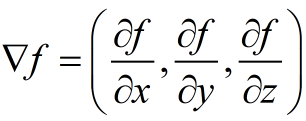 ∇f = (∂f/∂x, ∂f/∂y, ∂f/∂z)